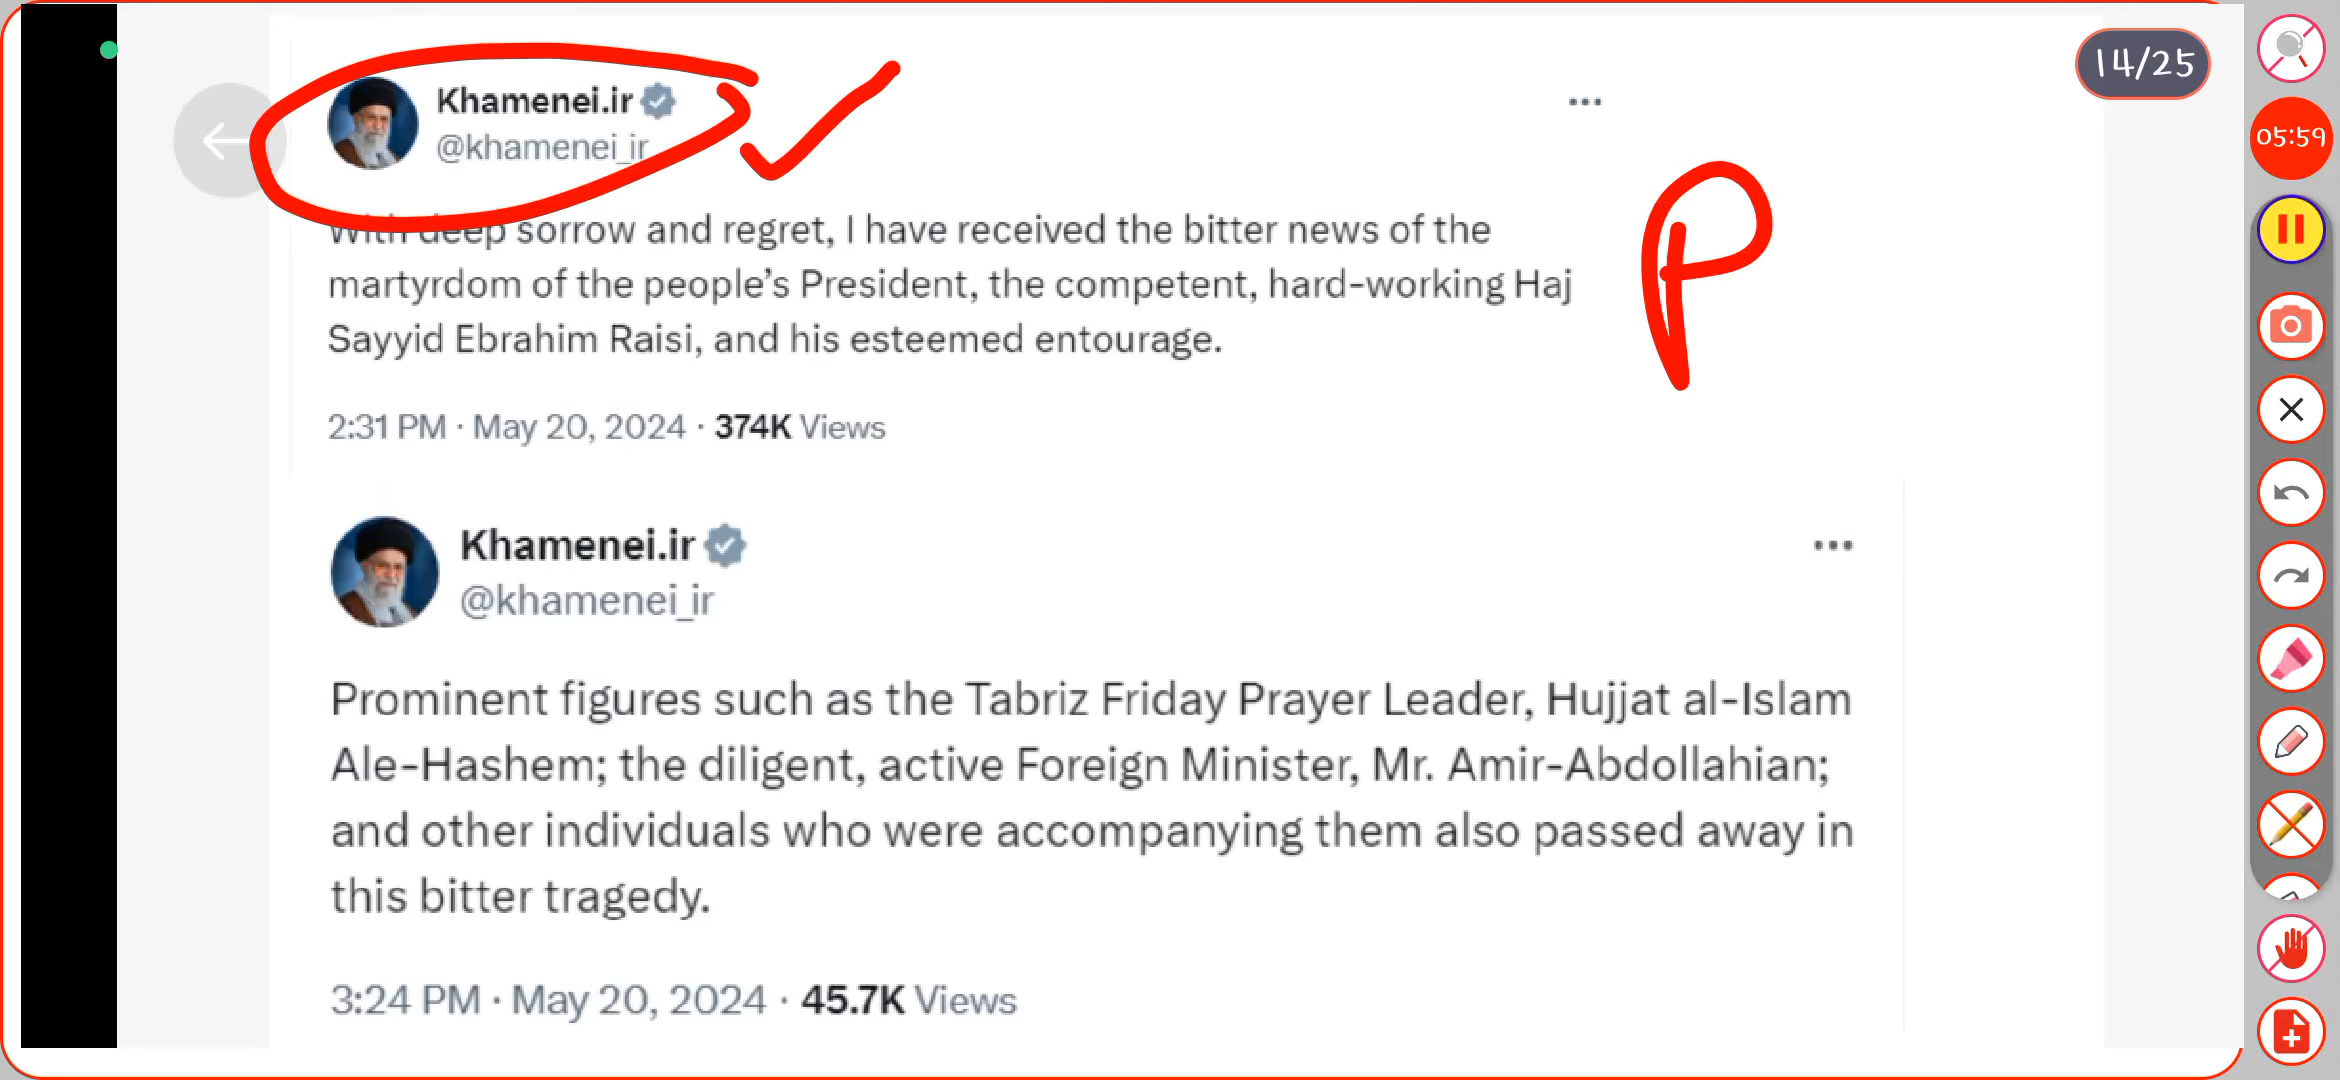 14/25
05:59
Khamenei.ir
@khamenei_ir
With deep sorrow and regret, I have received the bitter news of the
martyrdom of the people's President, the competent, hard-working Haj
Sayyid Ebrahim Raisi, and his esteemed entourage.
P
2:31 PM · May 20, 2024 · 374K Views
Khamenei.ir
@khamenei_ir
Prominent figures such as the Tabriz Friday Prayer Leader, Hujjat al-Islam
Ale-Hashem; the diligent, active Foreign Minister, Mr. Amir-Abdollahian;
and other individuals who were accompanying them also passed away in
this bitter tragedy.
3:24 PM · May 20, 2024 · 45.7K Views